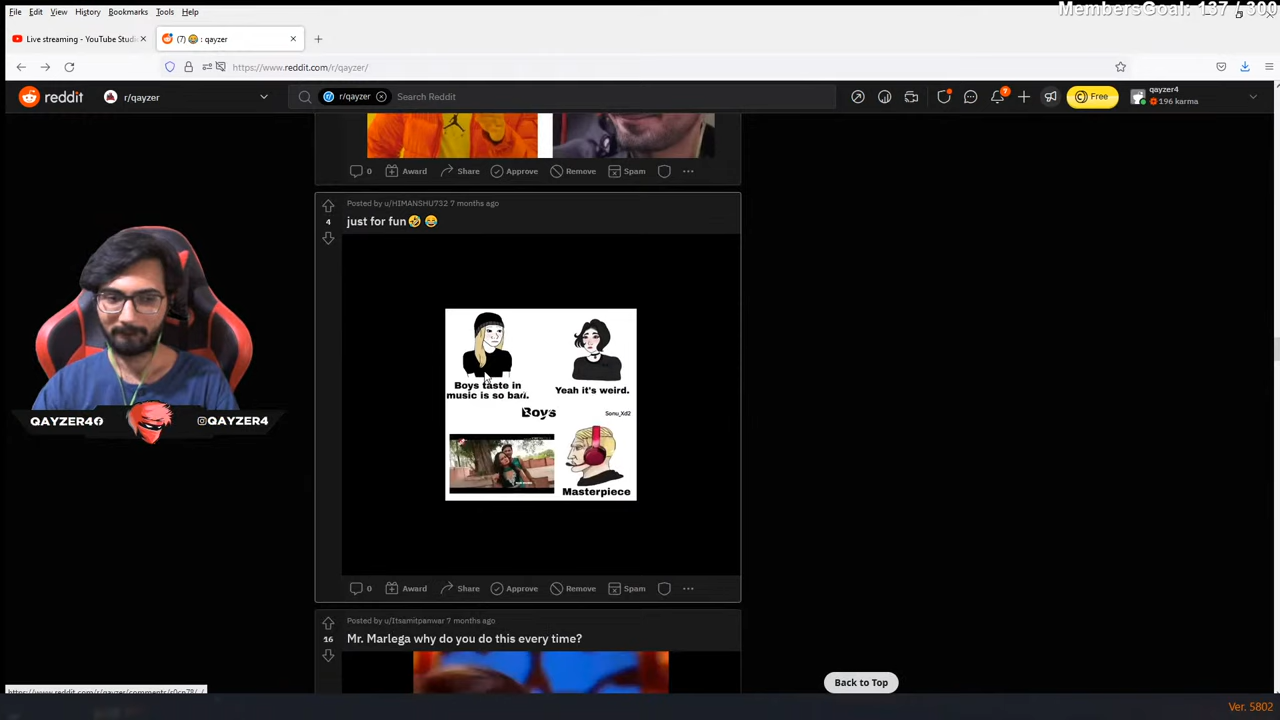 MembersGoal: 137 / 300
File Edit View History Bookmarks Tools Help
Live streaming - YouTube Studi
(7) 😂 : qayzer
https://www.reddit.com/r/qayzer/
reddit
r/qayzer
r/qayzer
Search Reddit
7
Free
qayzer4
196 karma
0 Award Share Approve Remove Spam
Posted by u/HIMANSHU732 7 months ago
4
just for fun🤣 😂
Boys taste in
music is so bad.
Yeah it's weird.
Boys
Sonu_Xd2
Masterpiece
QAYZER4
QAYZER4
0 Award Share Approve Remove Spam
Posted by u/Itsamitpanwar 7 months ago
16
Mr. Marlega why do you do this every time?
Back to Top
Ver. 5802